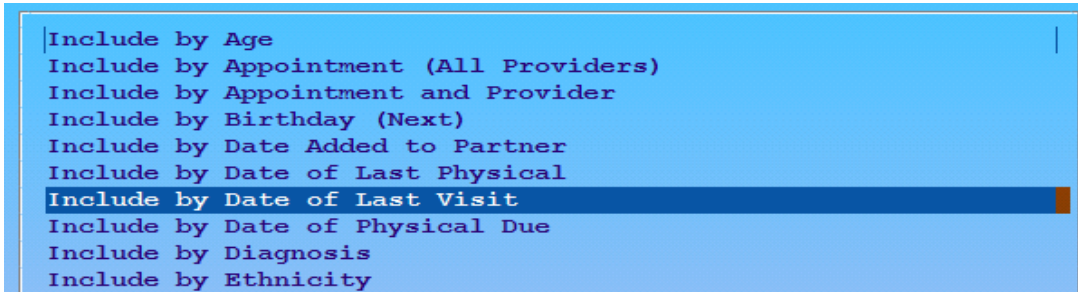 Include by Age
Include by Appointment (All Providers)
Include by Appointment and Provider
Include by Birthday (Next)
Include by Date Added to Partner
Include by Date of Last Physical
Include by Date of Last Visit
Include by Date of Physical Due
Include by Diagnosis
Include by Ethnicity